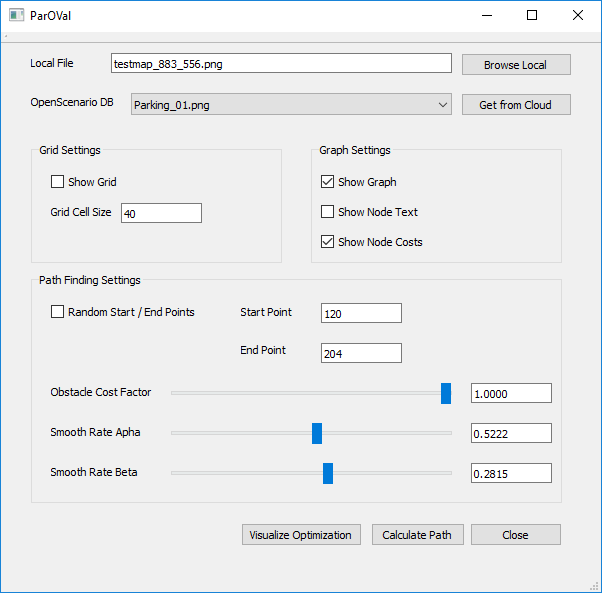 ParOVal
Local File testmap_883_556.png Browse Local
OpenScenario DB Parking_01.png Get from Cloud
Grid Settings
Show Grid
Grid Cell Size 40
Graph Settings
Show Graph
Show Node Text
Show Node Costs
Path Finding Settings
Random Start / End Points Start Point 120
End Point 204
Obstacle Cost Factor 1.0000
Smooth Rate Apha 0.5222
Smooth Rate Beta 0.2815
Visualize Optimization Calculate Path Close